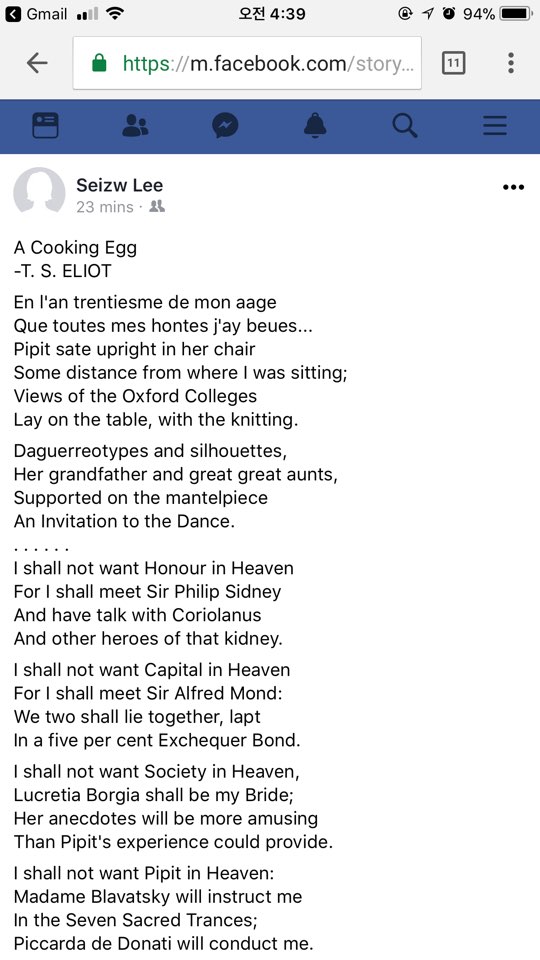 Gmail
오전 4:39
94%
https://m.facebook.com/story...
11
Seizw Lee
23 mins ·
A Cooking Egg
-T. S. ELIOT
En l'an trentiesme de mon aage
Que toutes mes hontes j'ay beues...
Pipit sate upright in her chair
Some distance from where I was sitting;
Views of the Oxford Colleges
Lay on the table, with the knitting.
Daguerreotypes and silhouettes,
Her grandfather and great great aunts,
Supported on the mantelpiece
An Invitation to the Dance.
. . . . . .
I shall not want Honour in Heaven
For I shall meet Sir Philip Sidney
And have talk with Coriolanus
And other heroes of that kidney.
I shall not want Capital in Heaven
For I shall meet Sir Alfred Mond:
We two shall lie together, lapt
In a five per cent Exchequer Bond.
I shall not want Society in Heaven,
Lucretia Borgia shall be my Bride;
Her anecdotes will be more amusing
Than Pipit's experience could provide.
I shall not want Pipit in Heaven:
Madame Blavatsky will instruct me
In the Seven Sacred Trances;
Piccarda de Donati will conduct me.